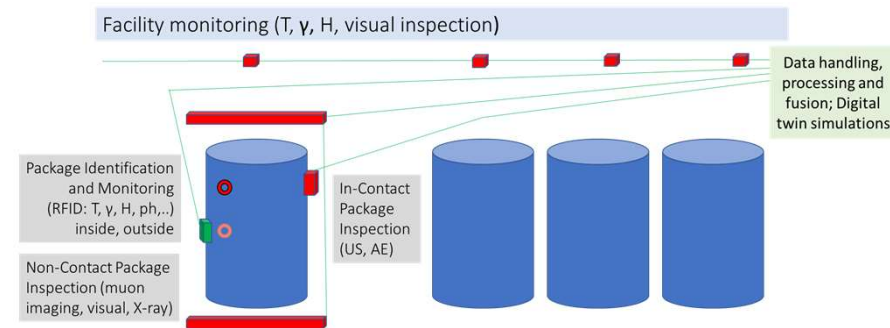 Facility monitoring (T, γ, H, visual inspection)
Data handling,
processing and
fusion; Digital
twin simulations
Package Identification
and Monitoring
(RFID: T, γ, H, ph,..)
inside, outside
In-Contact
Package
Inspection
(US, AE)
Non-Contact Package
Inspection (muon
imaging, visual, X-ray)